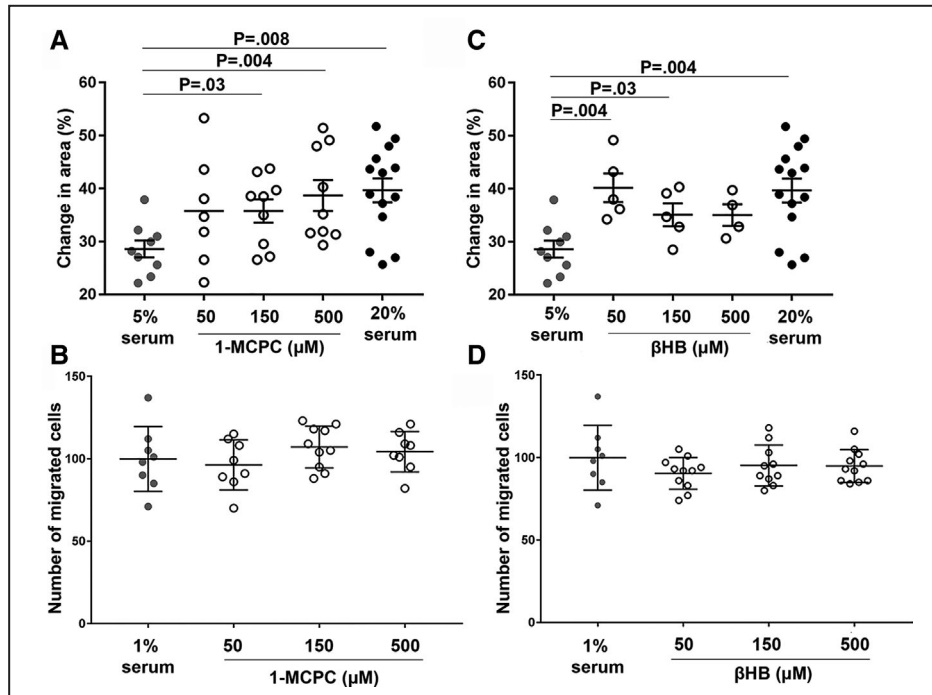 A
P=.008
P=.004
P=.03
Change in area (%)
60
50
40
30
20
5% serum
50
150
500
20% serum
1-MCPC (μM)
C
P=.004
P=.03
P=.004
Change in area (%)
60
50
40
30
20
5% serum
50
150
500
20% serum
βHB (μM)
B
Number of migrated cells
150
100
50
0
1% serum
50
150
500
1-MCPC (μM)
D
Number of migrated cells
150
100
50
0
1% serum
50
150
500
βHB (μM)